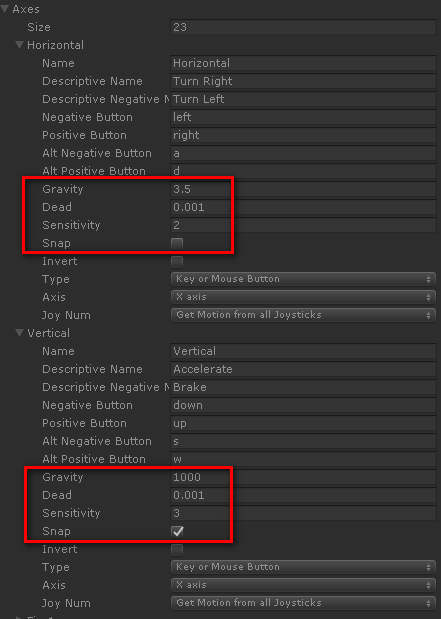 Axes
Size 23
Horizontal
Name Horizontal
Descriptive Name Turn Right
Descriptive Negative N Turn Left
Negative Button left
Positive Button right
Alt Negative Button a
Alt Positive Button d
Gravity 3.5
Dead 0.001
Sensitivity 2
Snap
Invert
Type Key or Mouse Button
Axis X axis
Joy Num Get Motion from all Joysticks
Vertical
Name Vertical
Descriptive Name Accelerate
Descriptive Negative N Brake
Negative Button down
Positive Button up
Alt Negative Button s
Alt Positive Button w
Gravity 1000
Dead 0.001
Sensitivity 3
Snap
Invert
Type Key or Mouse Button
Axis X axis
Joy Num Get Motion from all Joysticks